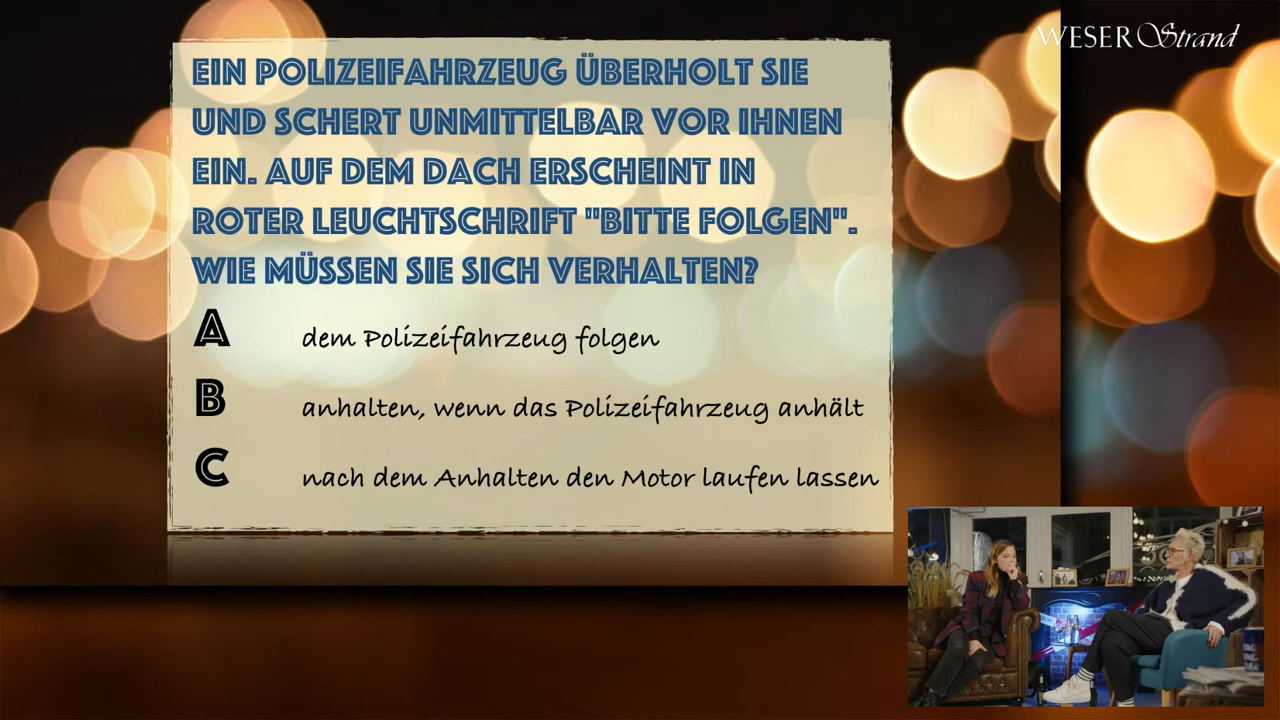 WESER Strand
EIN POLIZEIFAHRZEUG ÜBERHOLT SIE
UND SCHERT UNMITTELBAR VOR IHNEN
EIN. AUF DEM DACH ERSCHEINT IN
ROTER LEUCHTSCHRIFT "BITTE FOLGEN".
WIE MÜSSEN SIE SICH VERHALTEN?
A dem Polizeifahrzeug folgen
B anhalten, wenn das Polizeifahrzeug anhält
C nach dem Anhalten den Motor laufen lassen